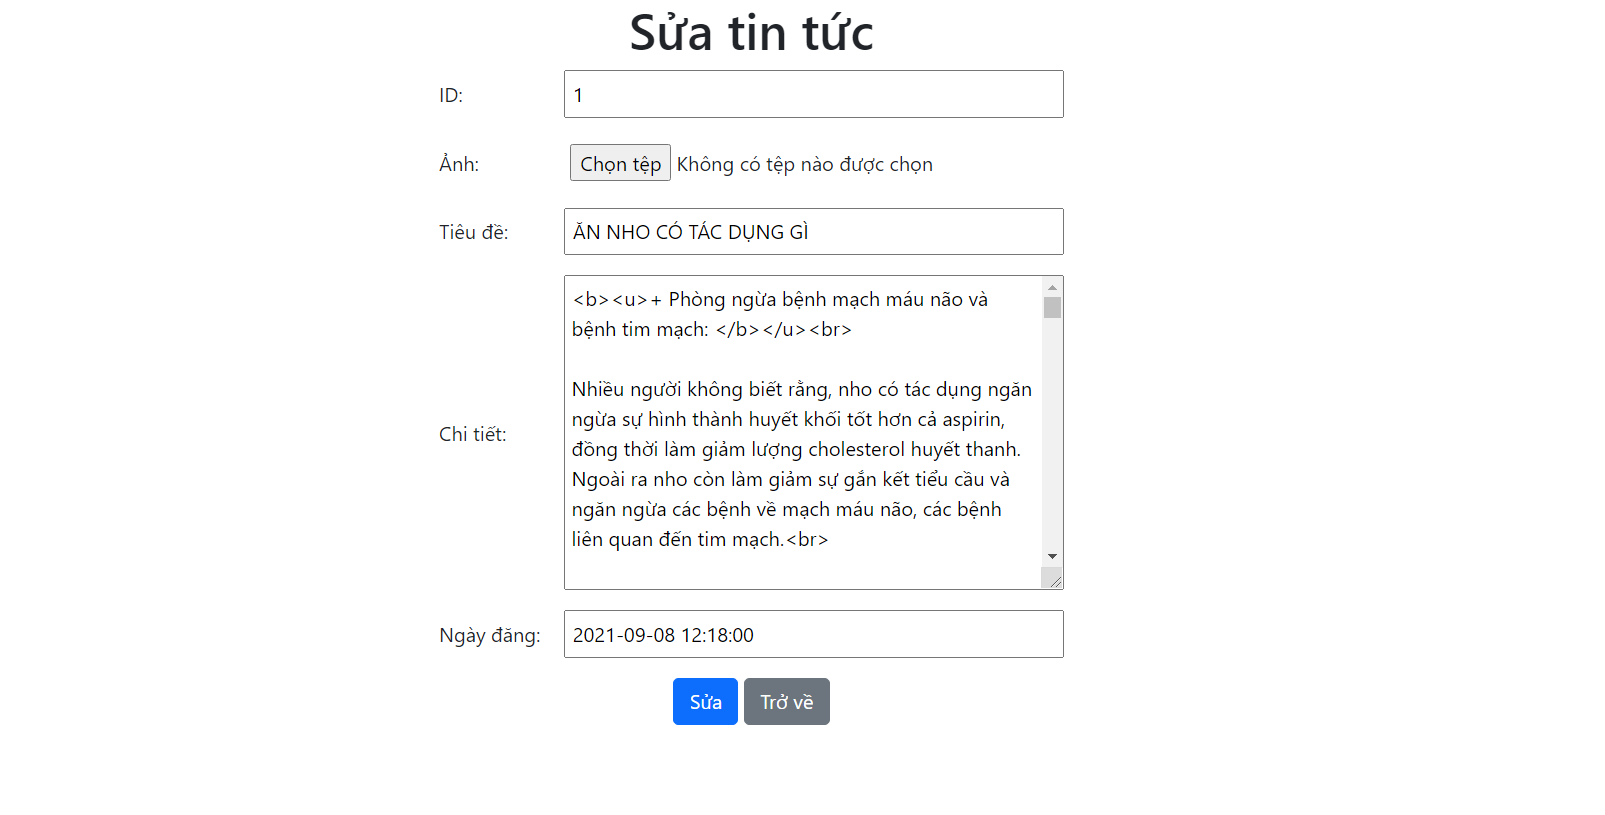 Sửa tin tức
ID:
1
Ảnh:
Chọn tệp Không có tệp nào được chọn
Tiêu đề:
ĂN NHO CÓ TÁC DỤNG GÌ
Chi tiết:
<b><u>+ Phòng ngừa bệnh mạch máu não và
bệnh tim mạch: </b></u><br>
Nhiều người không biết rằng, nho có tác dụng ngăn
ngừa sự hình thành huyết khối tốt hơn cả aspirin,
đồng thời làm giảm lượng cholesterol huyết thanh.
Ngoài ra nho còn làm giảm sự gắn kết tiểu cầu và
ngăn ngừa các bệnh về mạch máu não, các bệnh
liên quan đến tim mạch.<br>
Ngày đăng:
2021-09-08 12:18:00
Sửa
Trở về